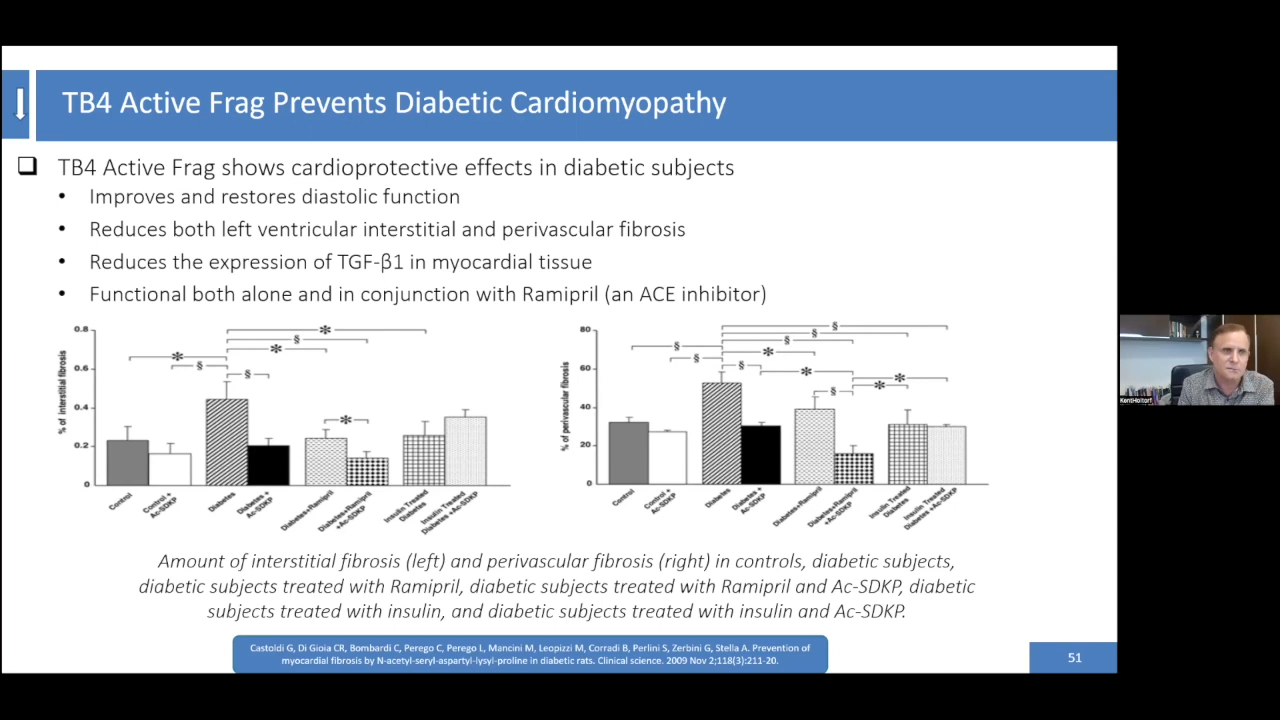 TB4 Active Frag Prevents Diabetic Cardiomyopathy
TB4 Active Frag shows cardioprotective effects in diabetic subjects
• Improves and restores diastolic function
• Reduces both left ventricular interstitial and perivascular fibrosis
• Reduces the expression of TGF-β1 in myocardial tissue
• Functional both alone and in conjunction with Ramipril (an ACE inhibitor)
% of interstitial fibrosis
0.8
0.6
0.4
0.2
0
* § * § * § § *
Control
Control + Ac-SDKP
Diabetes
Diabetes + Ac-SDKP
Diabetes+Ramipril
Diabetes+Ramipril +Ac-SDKP
Insulin Treated Diabetes
Insulin Treated Diabetes +Ac-SDKP
% of perivascular fibrosis
80
60
40
20
0
§ § § § * § § * * * §
Control
Control + Ac-SDKP
Diabetes
Diabetes + Ac-SDKP
Diabetes+Ramipril
Diabetes+Ramipril +Ac-SDKP
Insulin Treated Diabetes
Insulin Treated Diabetes +Ac-SDKP
Amount of interstitial fibrosis (left) and perivascular fibrosis (right) in controls, diabetic subjects,
diabetic subjects treated with Ramipril, diabetic subjects treated with Ramipril and Ac-SDKP, diabetic
subjects treated with insulin, and diabetic subjects treated with insulin and Ac-SDKP.
Castoldi G, Di Gioia CR, Bombardi C, Perego C, Perego L, Mancini M, Leopizzi M, Corradi B, Perlini S, Zerbini G, Stella A. Prevention of
myocardial fibrosis by N-acetyl-seryl-aspartyl-lysyl-proline in diabetic rats. Clinical science. 2009 Nov 2;118(3):211-20.
51
KentHoltorf